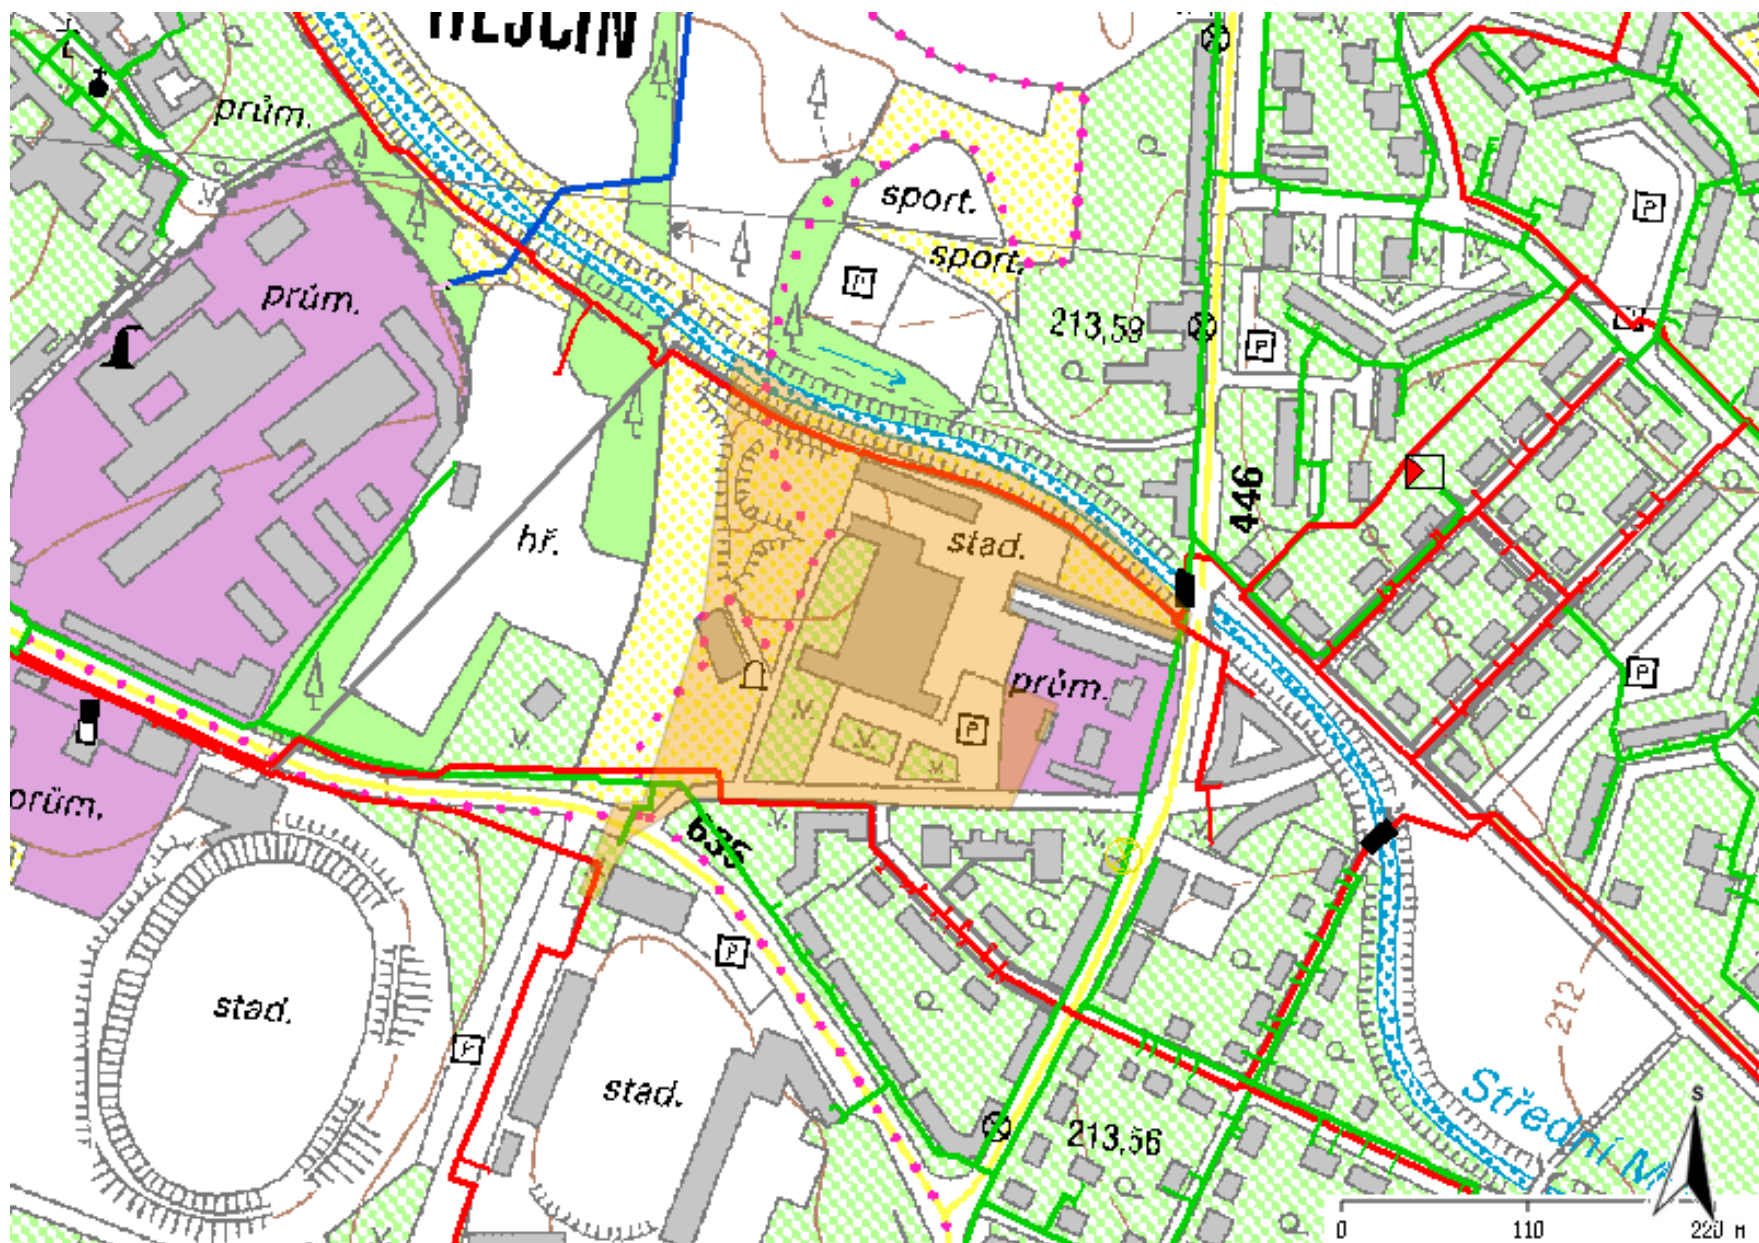 HEJČÍN
prům.
sport.
P
sport.
prům.
213,59
P
446
hř.
stad.
prům.
P
P
prům.
635
P
stad.
P
stad.
212
213,56
Střední M
S
0 110 220 M